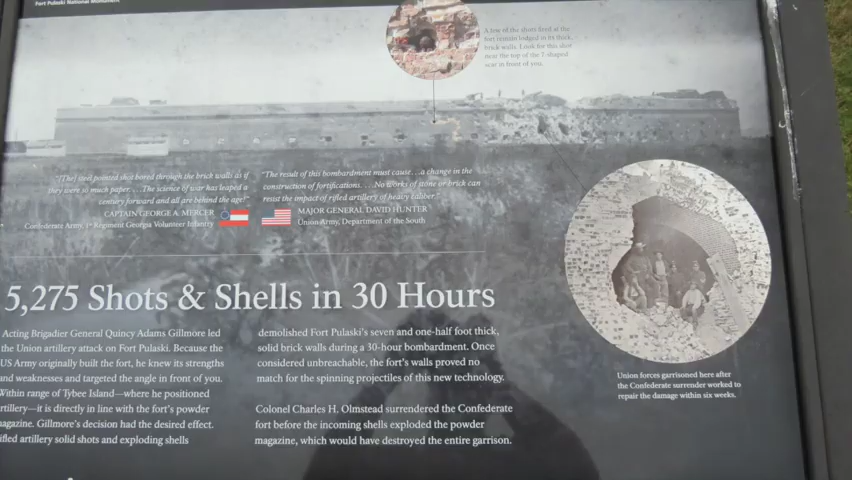 Fort Pulaski National Monument
A few of the shots fired at the
fort remain lodged in its thick,
brick walls. Look for this shot
near the top of the
scar in front of you.
"[The] steel pointed shot bored through the brick walls as if
they were so much paper. . . .The science of war has leaped a
century forward and all are behind the age!"
CAPTAIN GEORGE A. MERCER
Confederate Army, 1st Regiment Georgia Volunteer Infantry
"The result of this bombardment must cause. . .a change in the
construction of fortifications. . . .No works of stone or brick can
resist the impact of rifled artillery of heavy caliber"
MAJOR GENERAL DAVID HUNTER
Union Army, Department of the South
5,275 Shots & Shells in 30 Hours
Acting Brigadier General Quincy Adams Gillmore led
the Union artillery attack on Fort Pulaski. Because the
US Army originally built the fort, he knew its strengths
and weaknesses and targeted the angle in front of you.
Within range of Tybee Island—where he positioned
rtillery—it is directly in line with the fort's powder
agazine. Gillmore's decision had the desired effect.
ifled artillery solid shots and exploding shells
demolished Fort Pulaski's seven and one-half foot thick,
solid brick walls during a 30-hour bombardment. Once
considered unbreachable, the fort's walls proved no
match for the spinning projectiles of this new technology.
Colonel Charles H. Olmstead surrendered the Confederate
fort before the incoming shells exploded the powder
magazine, which would have destroyed the entire garrison.
Union forces garrisoned here after
the Confederate surrender worked to
repair the damage within six weeks.